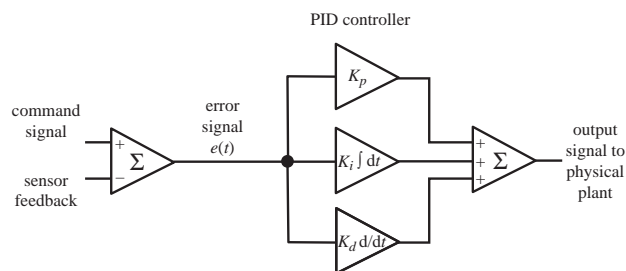 PID controller
K_p
command
signal
error
signal
e(t)
+
Σ
−
sensor
feedback
K_i ∫ dt
+
+
+
Σ
output
signal to
physical
plant
K_d d/dt